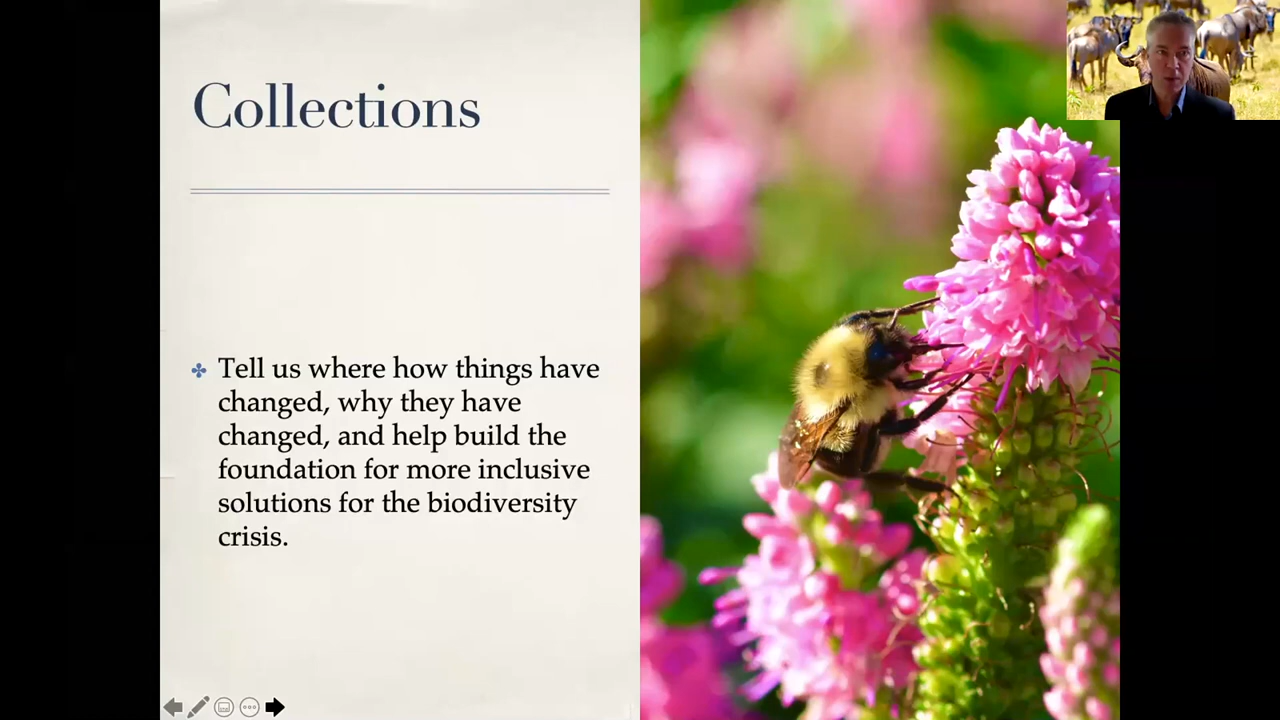 Collections
Tell us where how things have
changed, why they have
changed, and help build the
foundation for more inclusive
solutions for the biodiversity
crisis.